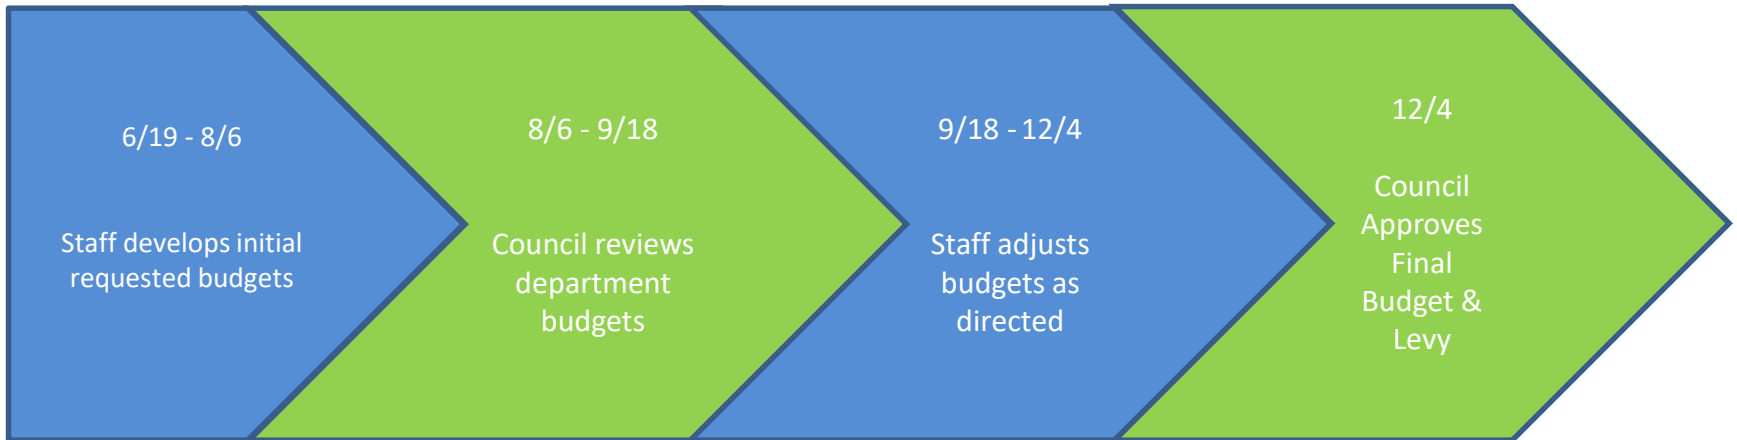 6/19 - 8/6
Staff develops initial
requested budgets
8/6 - 9/18
Council reviews
department
budgets
9/18 - 12/4
Staff adjusts
budgets as
directed
12/4
Council
Approves
Final
Budget &
Levy